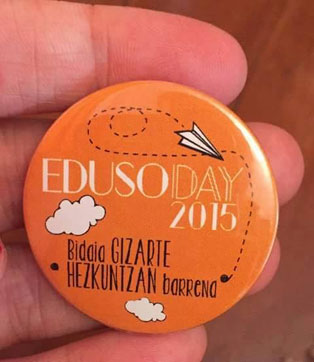 EDUSODAY
2015
Bidaia GIZARTE
HEZKUNTZAN barrena